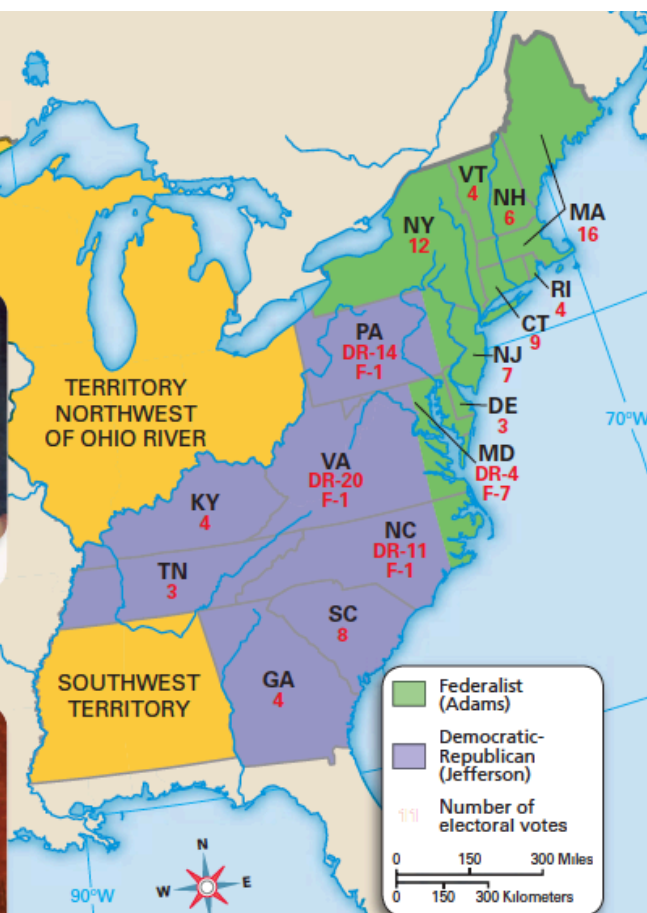 VT
4
NH
6
MA
16
NY
12
RI
4
CT
9
PA
DR-14
F-1
NJ
7
DE
3
MD
DR-4
F-7
70°W
TERRITORY
NORTHWEST
OF OHIO RIVER
VA
DR-20
F-1
KY
4
NC
DR-11
F-1
TN
3
SC
8
SOUTHWEST
TERRITORY
GA
4
Federalist
(Adams)
Democratic-
Republican
(Jefferson)
Number of
electoral votes
0 150 300 Miles
0 150 300 Kilometers
N
W E
90°W